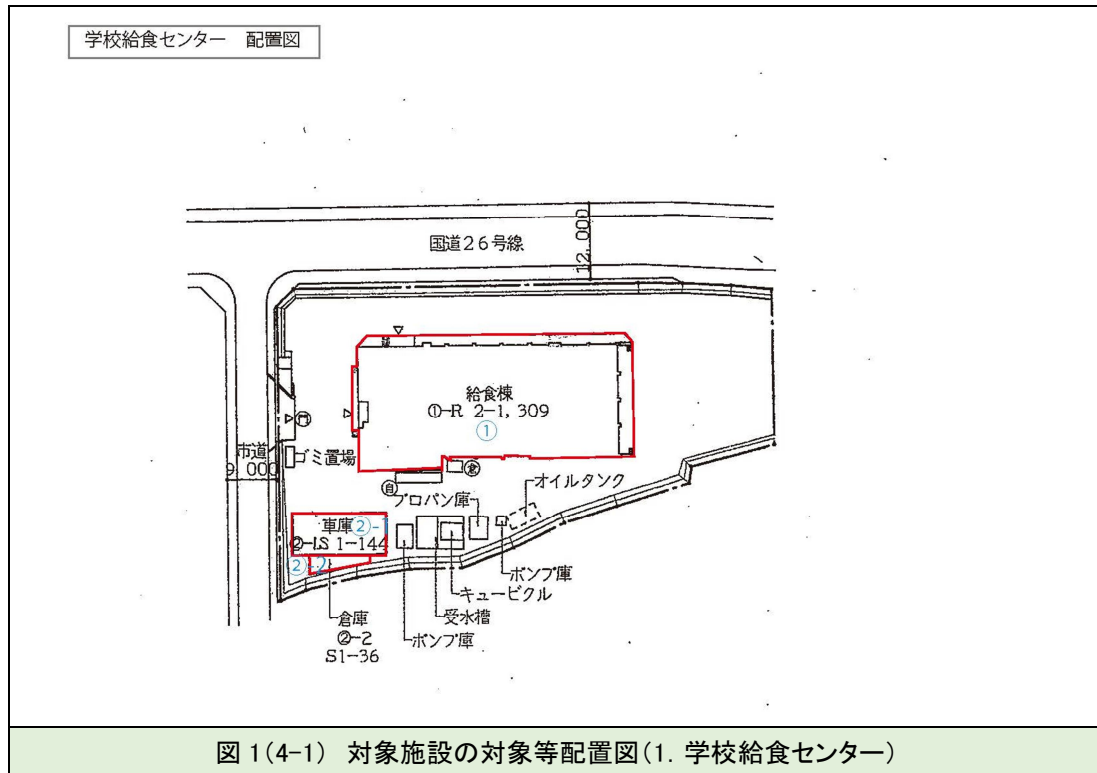 学校給食センター 配置図
国道26号線
12,000
給食棟
①-R 2-1,309
①
門
市道
9,000
ゴミ置場
倉
自
プロパン庫
オイルタンク
車庫②-1
②-1S 1-144
②-2
ポンプ庫
キュービクル
倉庫
受水槽
②-2
ポンプ庫
S1-36
図 1(4-1) 対象施設の対象等配置図(1. 学校給食センター)